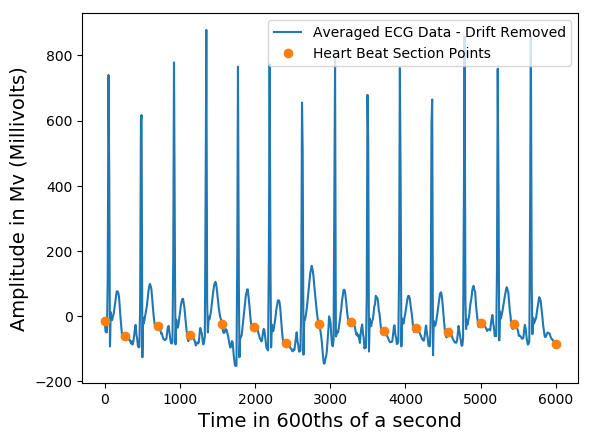 Averaged ECG Data - Drift Removed
Heart Beat Section Points
Amplitude in Mv (Millivolts)
800
600
400
200
0
−200
0 1000 2000 3000 4000 5000 6000
Time in 600ths of a second